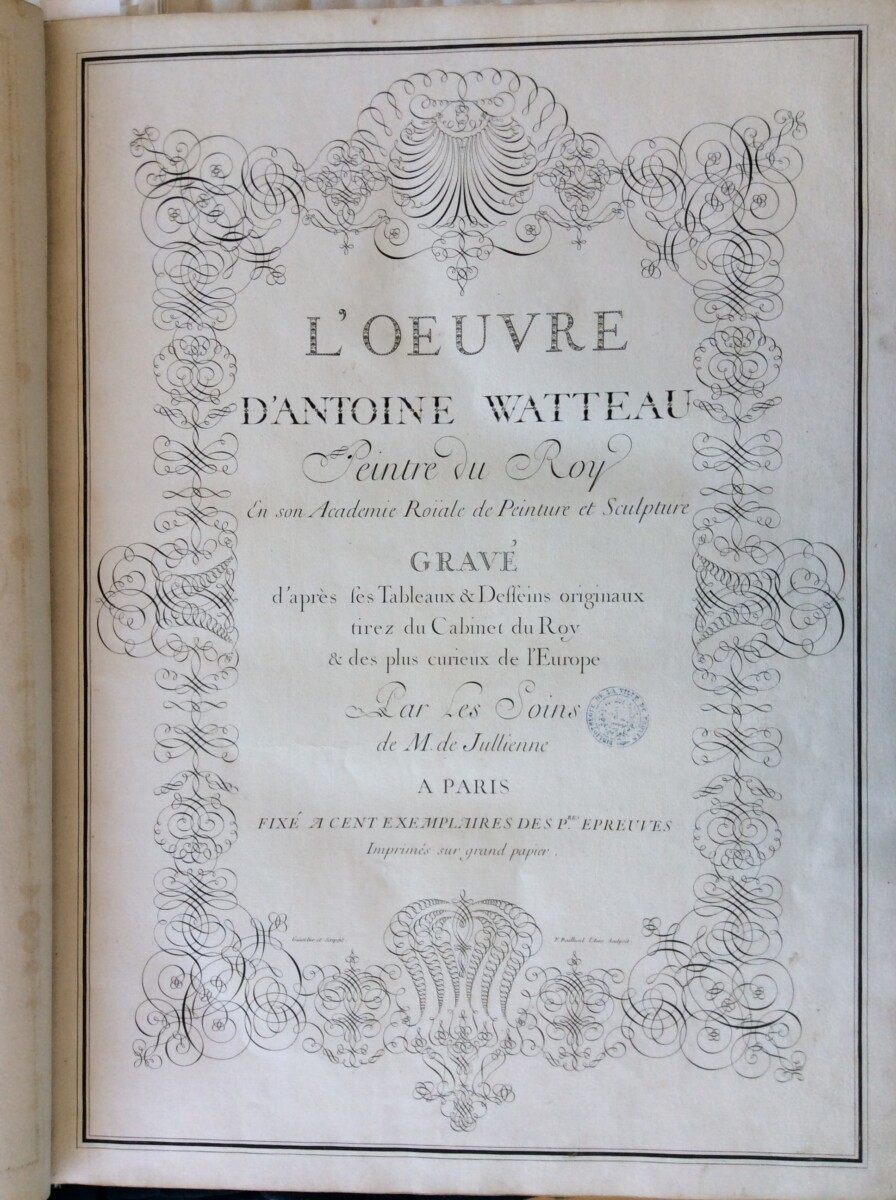 L'OEUVRE
D'ANTOINE WATTEAU
Peintre du Roy
En son Academie Roïale de Peinture et Sculpture
GRAVÉ
d'après ſes Tableaux & Deſſeins originaux
tirez du Cabinet du Roy
& des plus curieux de l'Europe
Par les Soins
de M. de Jullienne
A PARIS
FIXÉ A CENT EXEMPLAIRES DES P.RES EPREUVES
Imprimés sur grand papier.